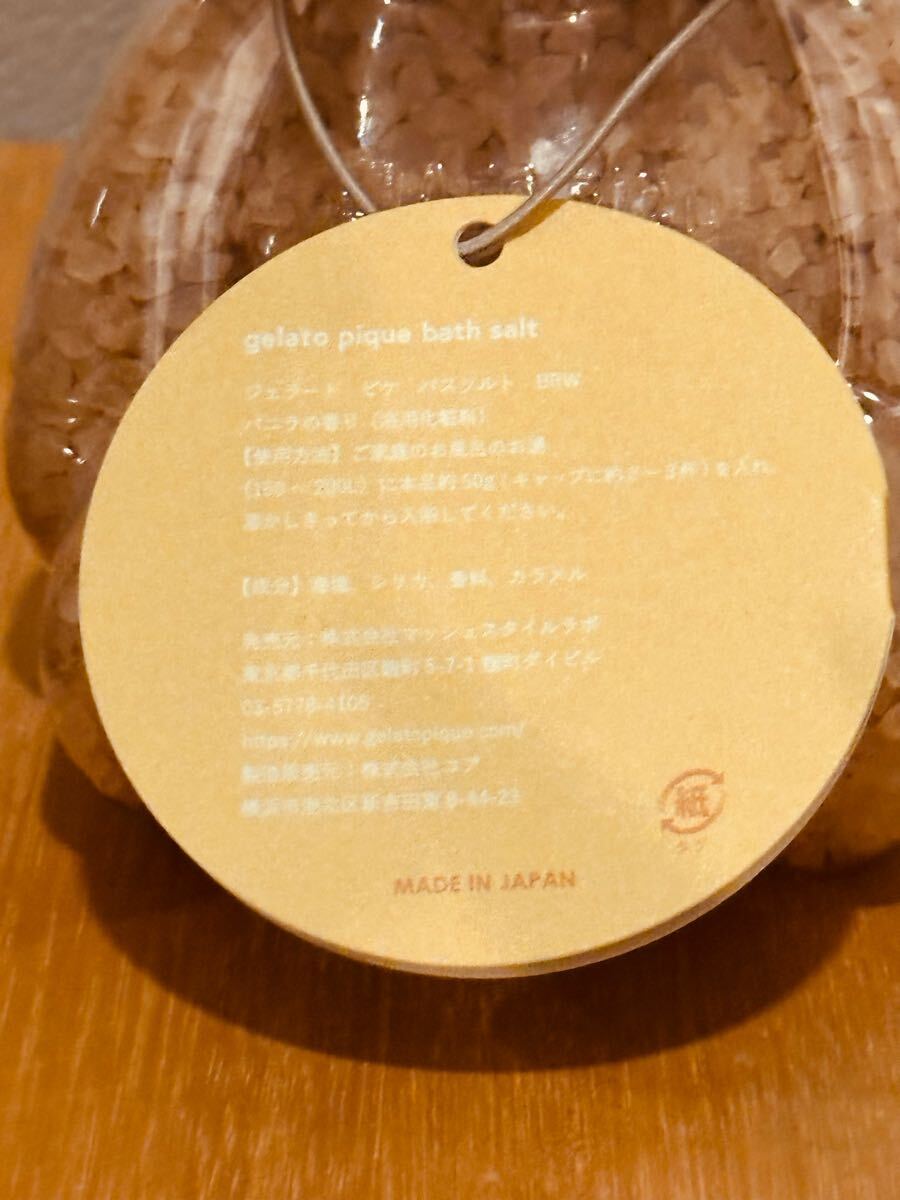 gelato pique bath salt
ジェラート ピケ バスソルト BRW
バニラの香り（浴用化粧料）
【使用方法】ご家庭のお風呂のお湯
(150～200L）に本品約50g（キャップに約2～3杯）を入れ、
溶かしきってから入浴してください。
【成分】 シリカ、香料、カラメル
発売元：株式会社マッシュスタイルラボ
東京都千代田区麹町5-7-1 麹町ダイビル
03-5778-4105
https://www.gelatopique.com/
製造販売元：株式会社コア
横浜市港北区新吉田東8-44-23
紙
タグ
MADE IN JAPAN